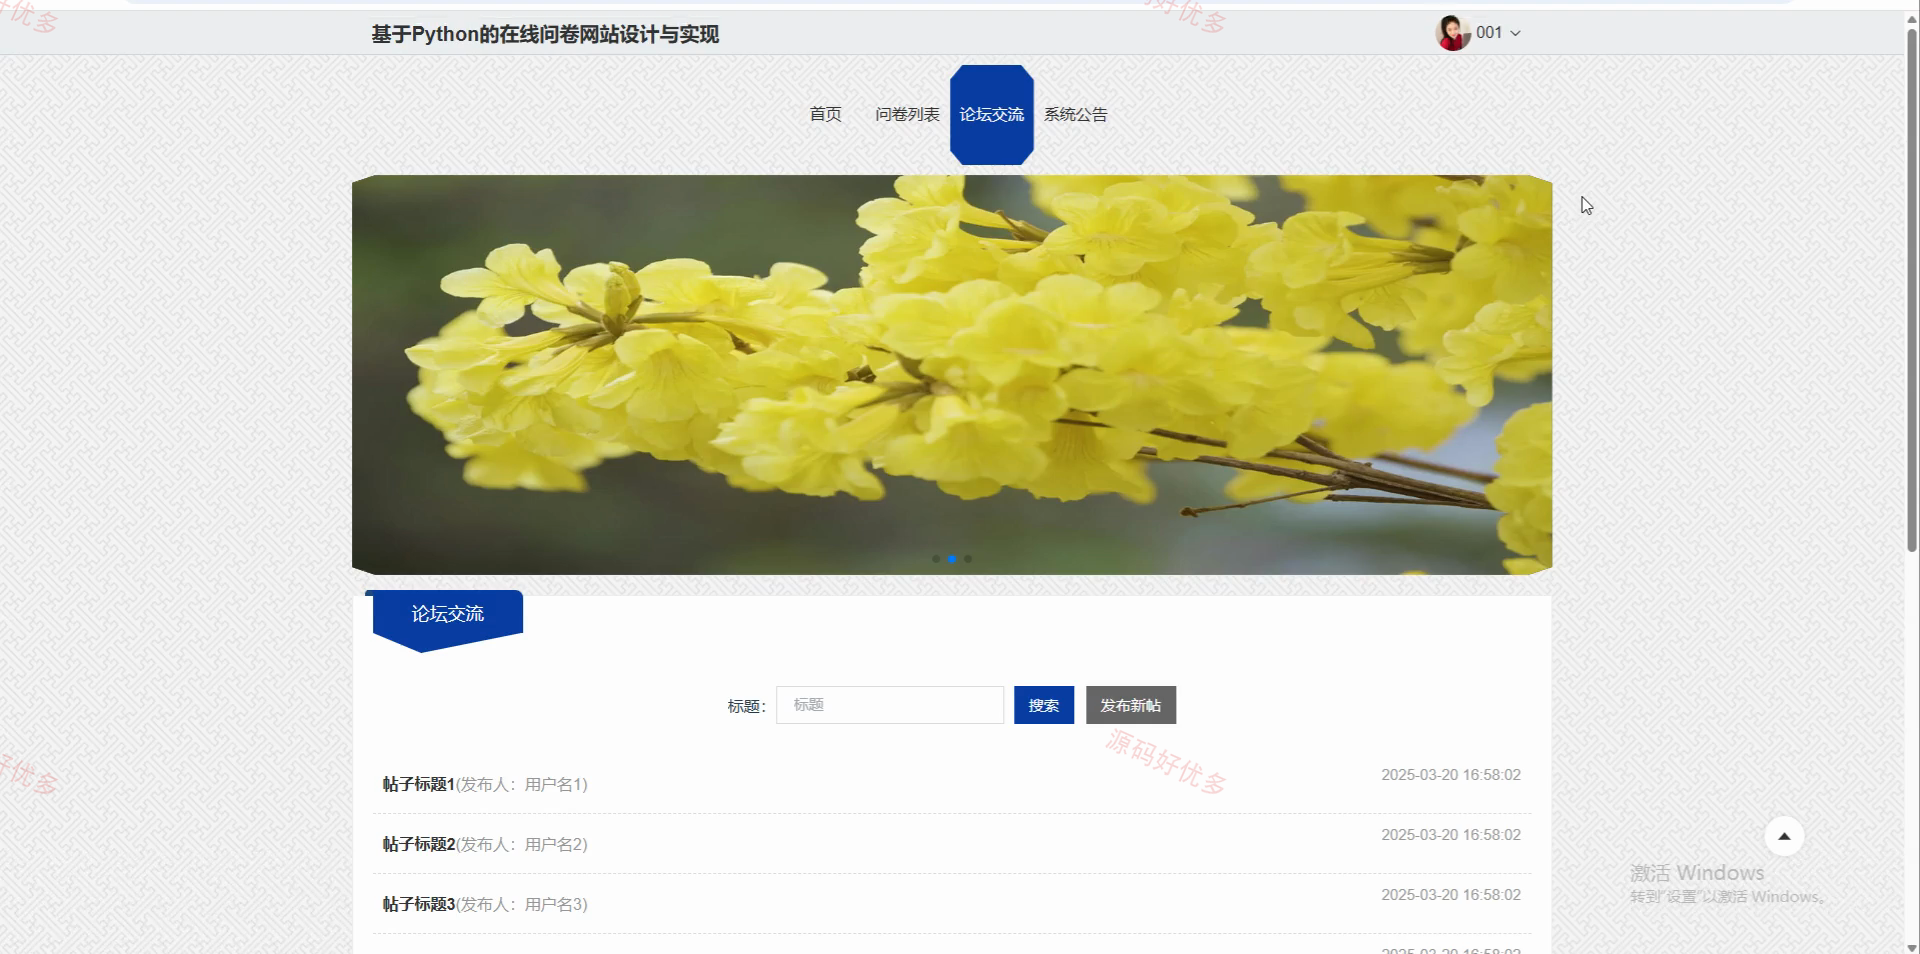 基于Python的在线问卷网站设计与实现
001
首页 问卷列表 论坛交流 系统公告
论坛交流
标题： 标题 搜索 发布新帖
源码好优多
帖子标题1(发布人：用户名1) 2025-03-20 16:58:02
帖子标题2(发布人：用户名2) 2025-03-20 16:58:02
帖子标题3(发布人：用户名3) 2025-03-20 16:58:02
激活 Windows
转到“设置”以激活 Windows。